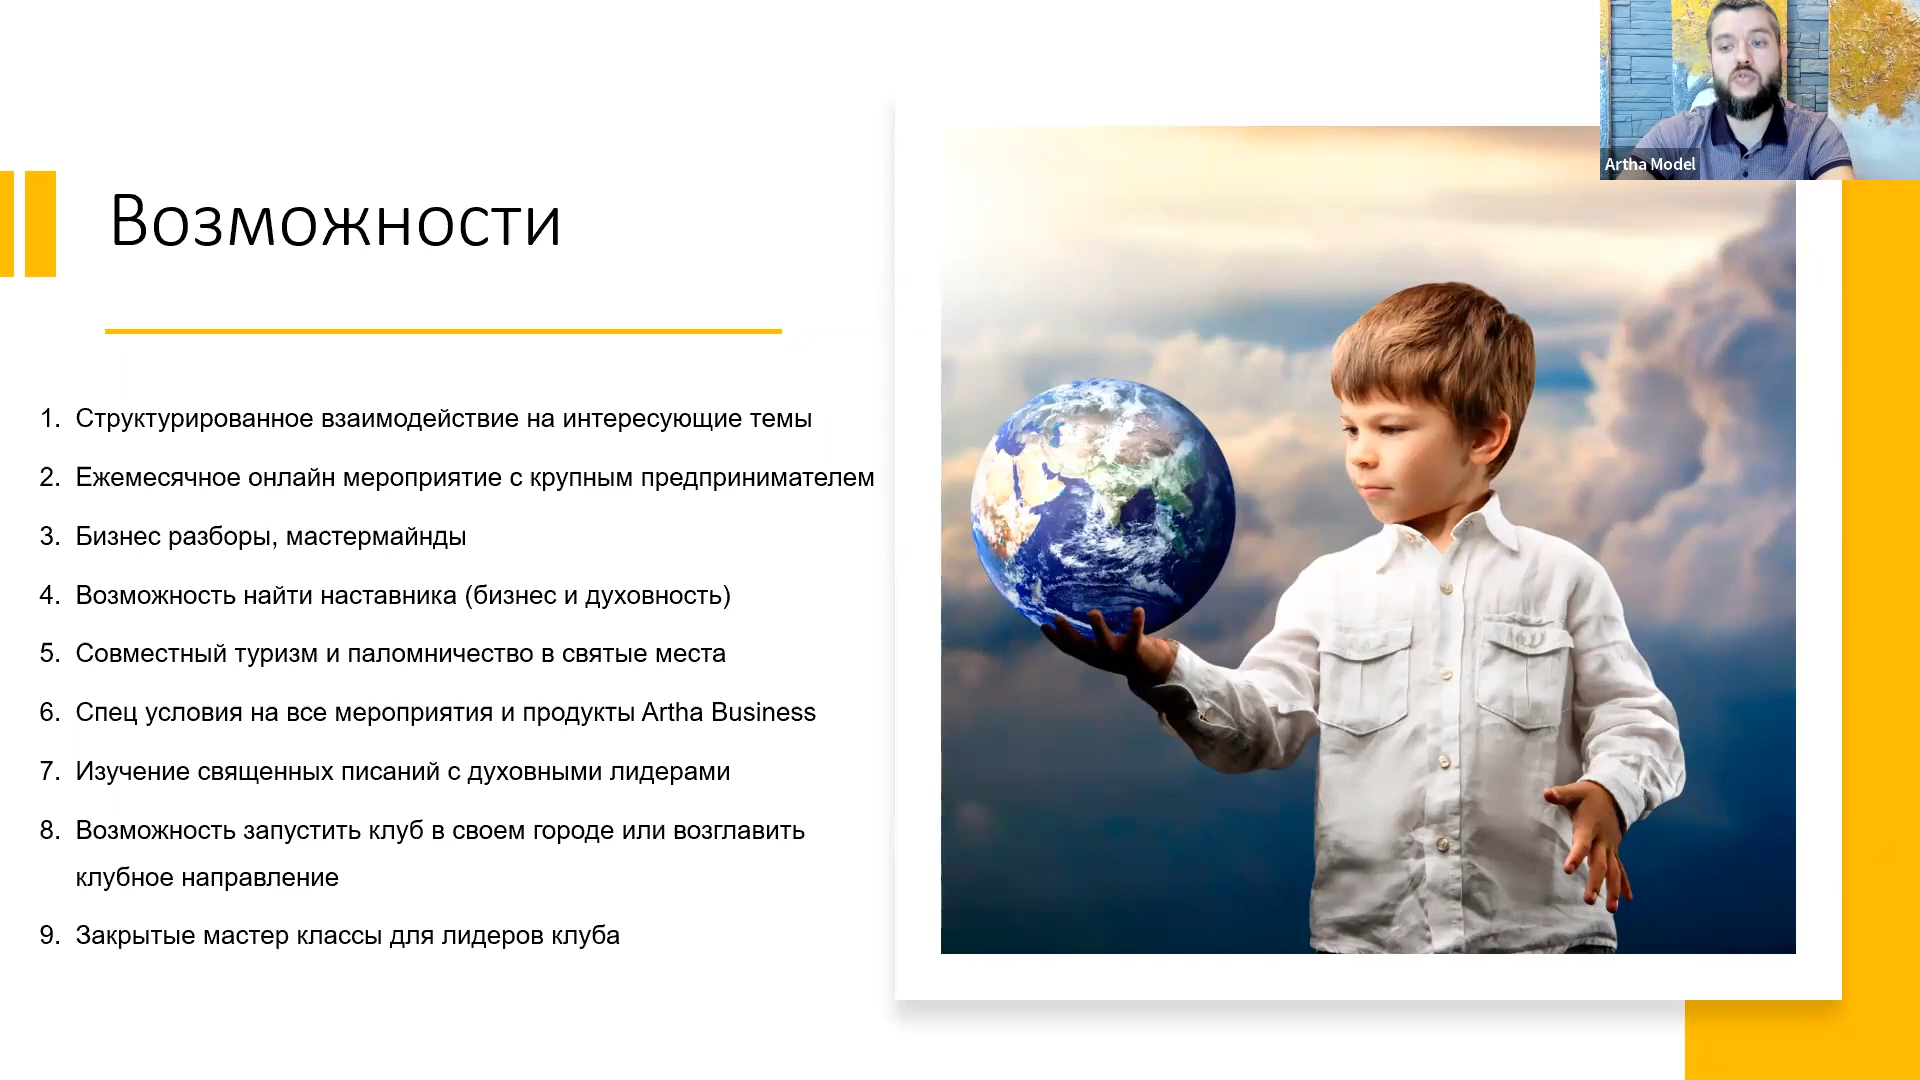 Artha Model
Возможности
1. Структурированное взаимодействие на интересующие темы
2. Ежемесячное онлайн мероприятие с крупным предпринимателем
3. Бизнес разборы, мастермайнды
4. Возможность найти наставника (бизнес и духовность)
5. Совместный туризм и паломничество в святые места
6. Спец условия на все мероприятия и продукты Artha Business
7. Изучение священных писаний с духовными лидерами
8. Возможность запустить клуб в своем городе или возглавить
клубное направление
9. Закрытые мастер классы для лидеров клуба